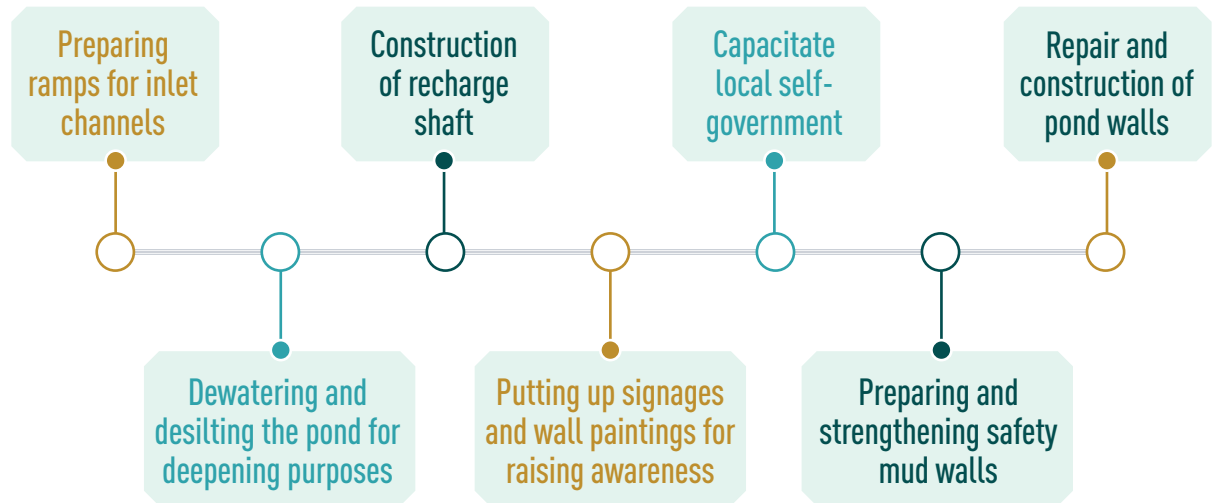 Preparing
ramps for inlet
channels
Construction
of recharge
shaft
Capacitate
local self-
government
Repair and
construction of
pond walls
Dewatering and
desilting the pond for
deepening purposes
Putting up signages
and wall paintings for
raising awareness
Preparing and
strengthening safety
mud walls